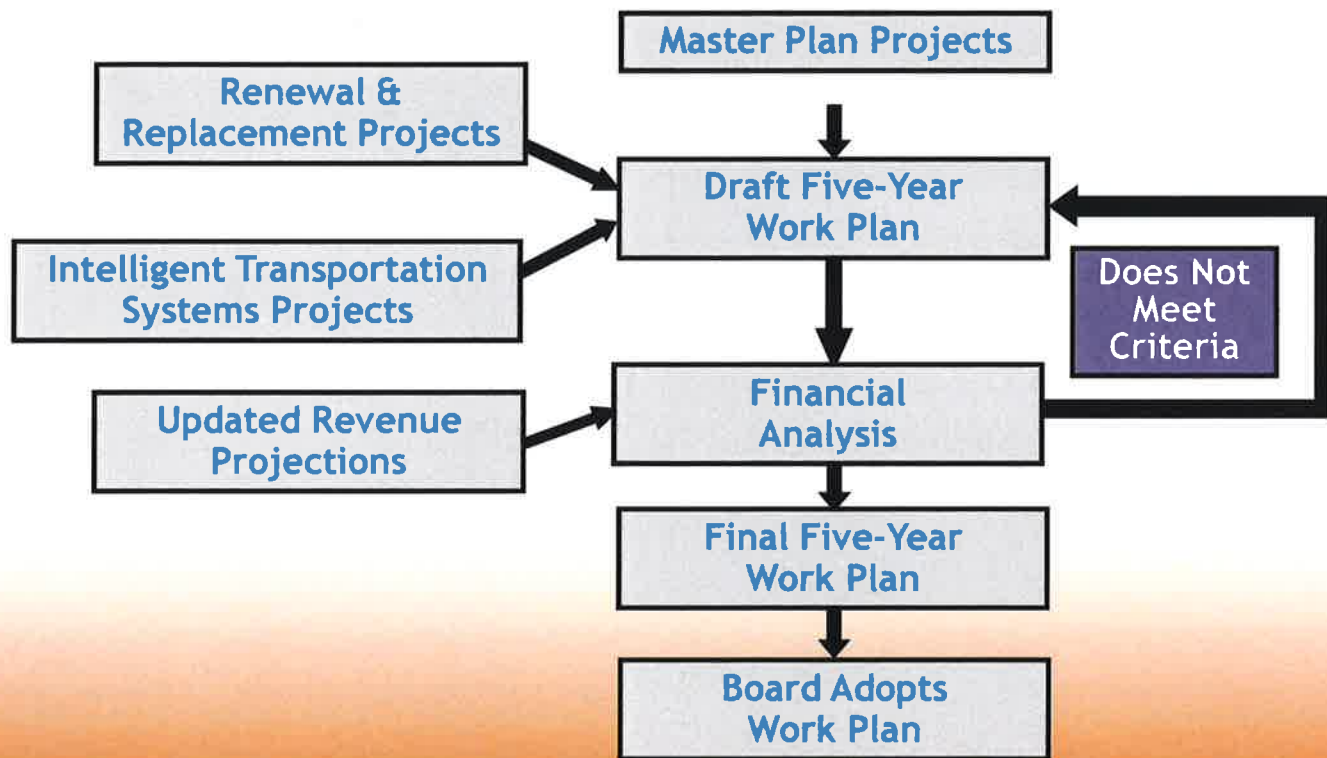 Master Plan Projects
Renewal &
Replacement Projects
Draft Five-Year
Work Plan
Intelligent Transportation
Systems Projects
Does Not
Meet
Criteria
Financial
Analysis
Updated Revenue
Projections
Final Five-Year
Work Plan
Board Adopts
Work Plan